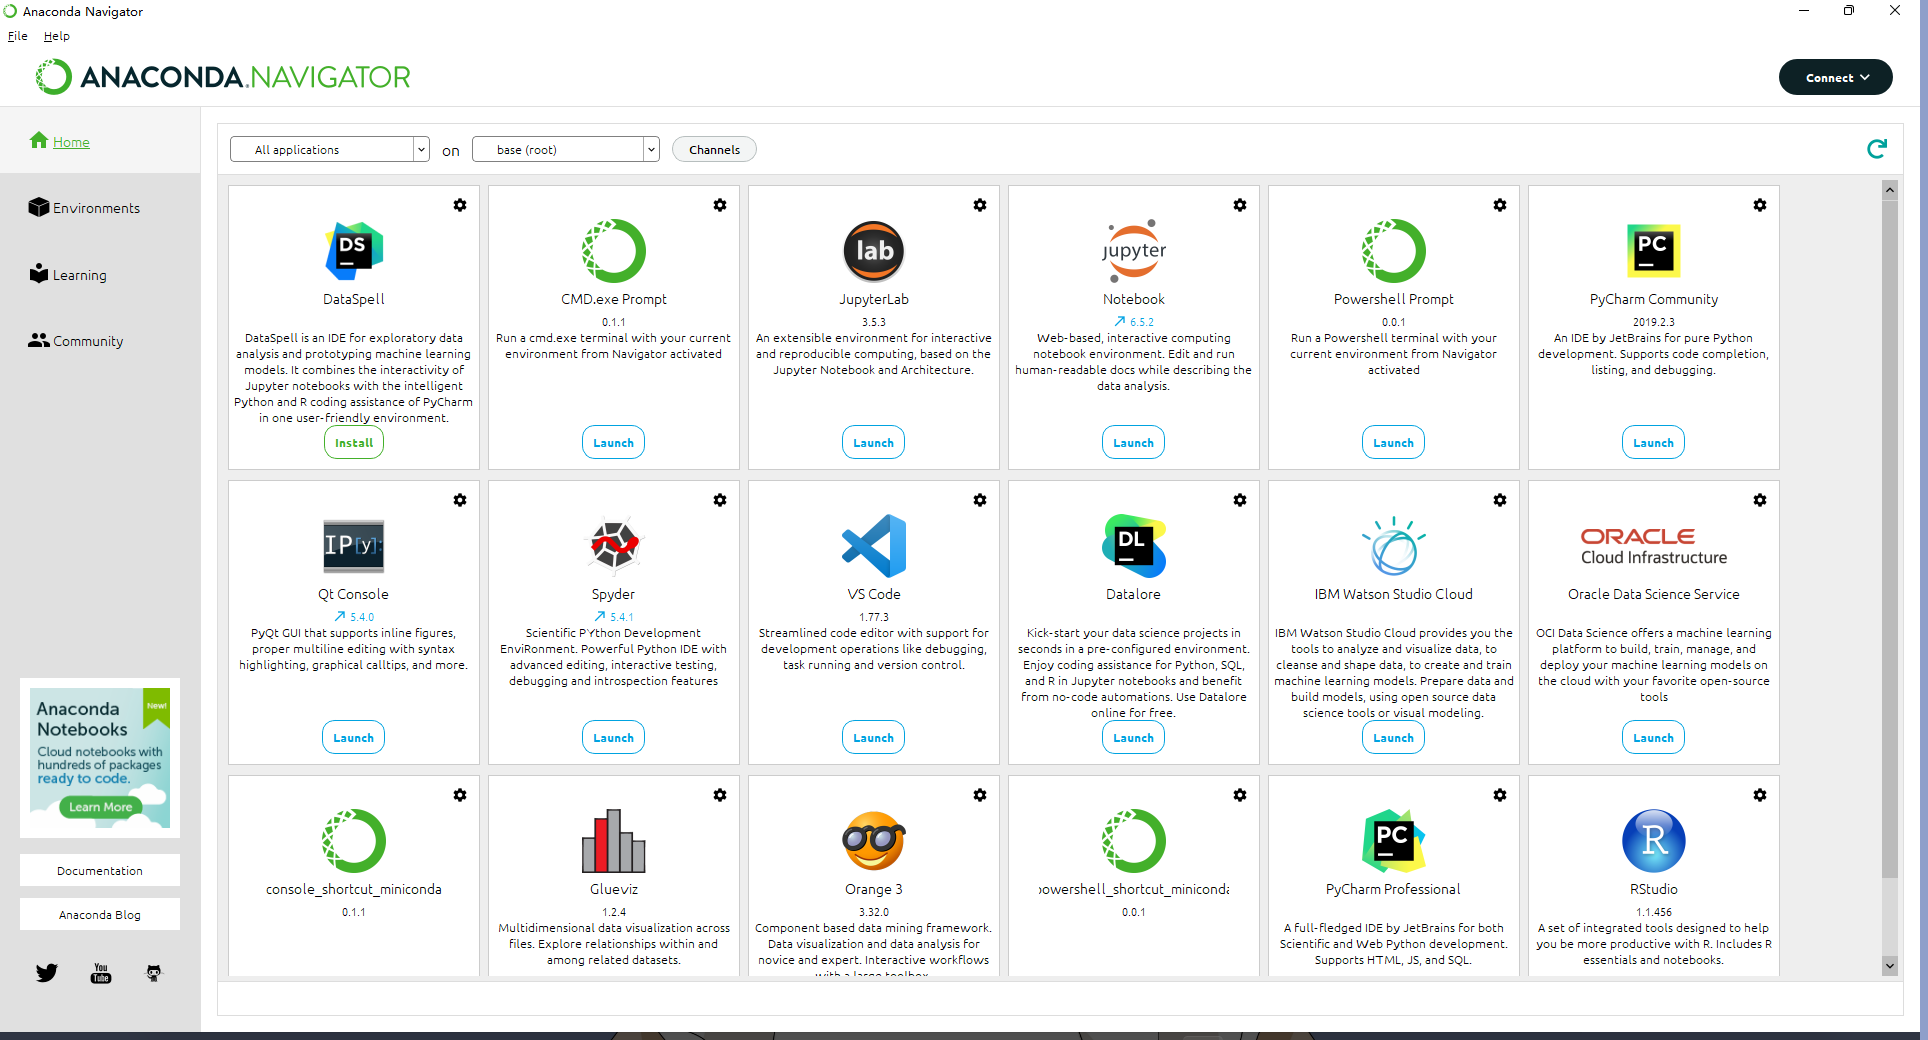 Anaconda Navigator
File Help
ANACONDA.NAVIGATOR
Connect
Home
Environments
Learning
Community
Anaconda
Notebooks
New!
Cloud notebooks with
hundreds of packages
ready to code.
Learn More
Documentation
Anaconda Blog
You
Tube
All applications
on
base (root)
Channels
DS
DataSpell
DataSpell is an IDE for exploratory data
analysis and prototyping machine learning
models. It combines the interactivity of
Jupyter notebooks with the intelligent
Python and R coding assistance of PyCharm
in one user-friendly environment.
Install
CMD.exe Prompt
0.1.1
Run a cmd.exe terminal with your current
environment from Navigator activated
Launch
lab
JupyterLab
3.5.3
An extensible environment for interactive
and reproducible computing, based on the
Jupyter Notebook and Architecture.
Launch
jupyter
Notebook
6.5.2
Web-based, interactive computing
notebook environment. Edit and run
human-readable docs while describing the
data analysis.
Launch
Powershell Prompt
0.0.1
Run a Powershell terminal with your
current environment from Navigator
activated
Launch
PC
PyCharm Community
2019.2.3
An IDE by JetBrains for pure Python
development. Supports code completion,
listing, and debugging.
Launch
IP[y]:
Qt Console
5.4.0
PyQt GUI that supports inline figures,
proper multiline editing with syntax
highlighting, graphical calltips, and more.
Launch
Spyder
5.4.1
Scientific PYthon Development
EnviRonment. Powerful Python IDE with
advanced editing, interactive testing,
debugging and introspection features
Launch
VS Code
1.77.3
Streamlined code editor with support for
development operations like debugging,
task running and version control.
Launch
DL
Datalore
Kick-start your data science projects in
seconds in a pre-configured environment.
Enjoy coding assistance for Python, SQL,
and R in Jupyter notebooks and benefit
from no-code automations. Use Datalore
online for free.
Launch
IBM Watson Studio Cloud
IBM Watson Studio Cloud provides you the
tools to analyze and visualize data, to
cleanse and shape data, to create and train
machine learning models. Prepare data and
build models, using open source data
science tools or visual modeling.
Launch
ORACLE
Cloud Infrastructure
Oracle Data Science Service
OCI Data Science offers a machine learning
platform to build, train, manage, and
deploy your machine learning models on
the cloud with your favorite open-source
tools
Launch
console_shortcut_miniconda
0.1.1
Glueviz
1.2.4
Multidimensional data visualization across
files. Explore relationships within and
among related datasets.
Orange 3
3.32.0
Component based data mining framework.
Data visualization and data analysis for
novice and expert. Interactive workflows
with a large toolbox.
powershell_shortcut_miniconda
0.0.1
PC
PyCharm Professional
A full-fledged IDE by JetBrains for both
Scientific and Web Python development.
Supports HTML, JS, and SQL.
R
RStudio
1.1.456
A set of integrated tools designed to help
you be more productive with R. Includes R
essentials and notebooks.